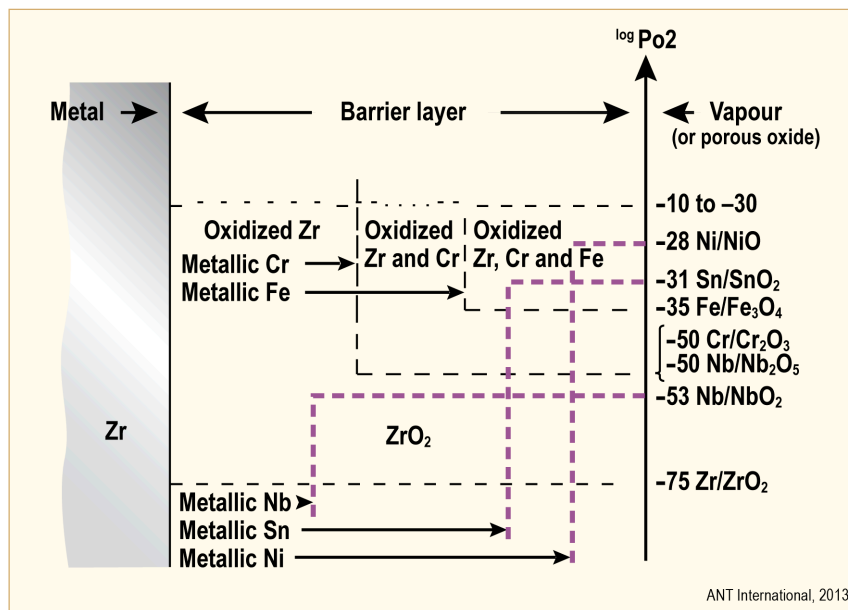 log Po2
Metal
Barrier layer
Vapour
(or porous oxide)
–10 to –30
Oxidized Zr
Oxidized
Zr and Cr
Oxidized
Zr, Cr and Fe
–28 Ni/NiO
Metallic Cr
–31 Sn/SnO2
Metallic Fe
–35 Fe/Fe3O4
–50 Cr/Cr2O3
–50 Nb/Nb2O5
–53 Nb/NbO2
Zr
ZrO2
–75 Zr/ZrO2
Metallic Nb
Metallic Sn
Metallic Ni
ANT International, 2013